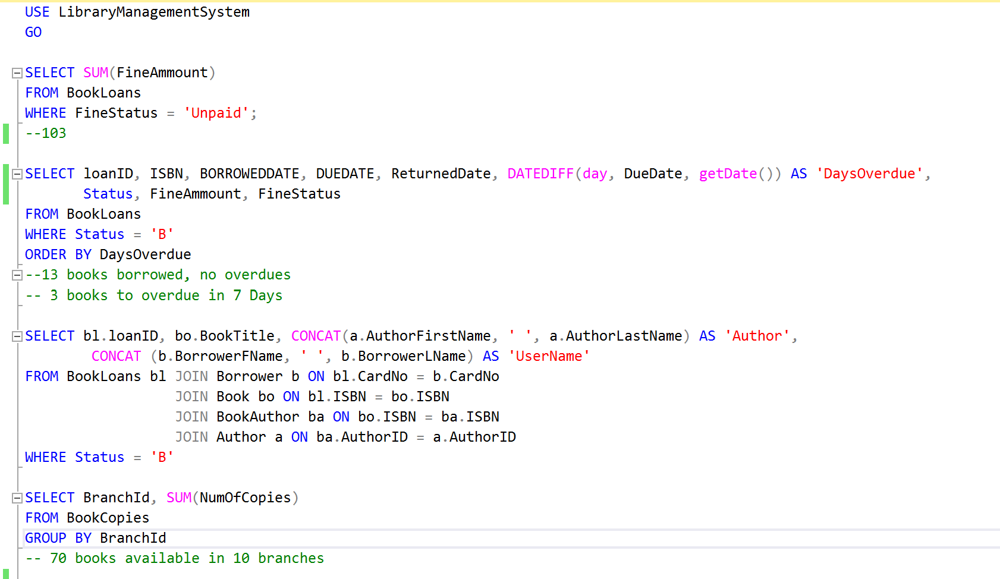 USE LibraryManagementSystem
GO
SELECT SUM(FineAmmount)
FROM BookLoans
WHERE FineStatus = 'Unpaid';
--103
SELECT loanID, ISBN, BORROWEDDATE, DUEDATE, ReturnedDate, DATEDIFF(day, DueDate, getDate()) AS 'DaysOverdue',
Status, FineAmmount, FineStatus
FROM BookLoans
WHERE Status = 'B'
ORDER BY DaysOverdue
--13 books borrowed, no overdues
-- 3 books to overdue in 7 Days
SELECT bl.loanID, bo.BookTitle, CONCAT(a.AuthorFirstName, ' ', a.AuthorLastName) AS 'Author',
CONCAT (b.BorrowerFName, ' ', b.BorrowerLName) AS 'UserName'
FROM BookLoans bl JOIN Borrower b ON bl.CardNo = b.CardNo
JOIN Book bo ON bl.ISBN = bo.ISBN
JOIN BookAuthor ba ON bo.ISBN = ba.ISBN
JOIN Author a ON ba.AuthorID = a.AuthorID
WHERE Status = 'B'
SELECT BranchId, SUM(NumOfCopies)
FROM BookCopies
GROUP BY BranchId
-- 70 books available in 10 branches